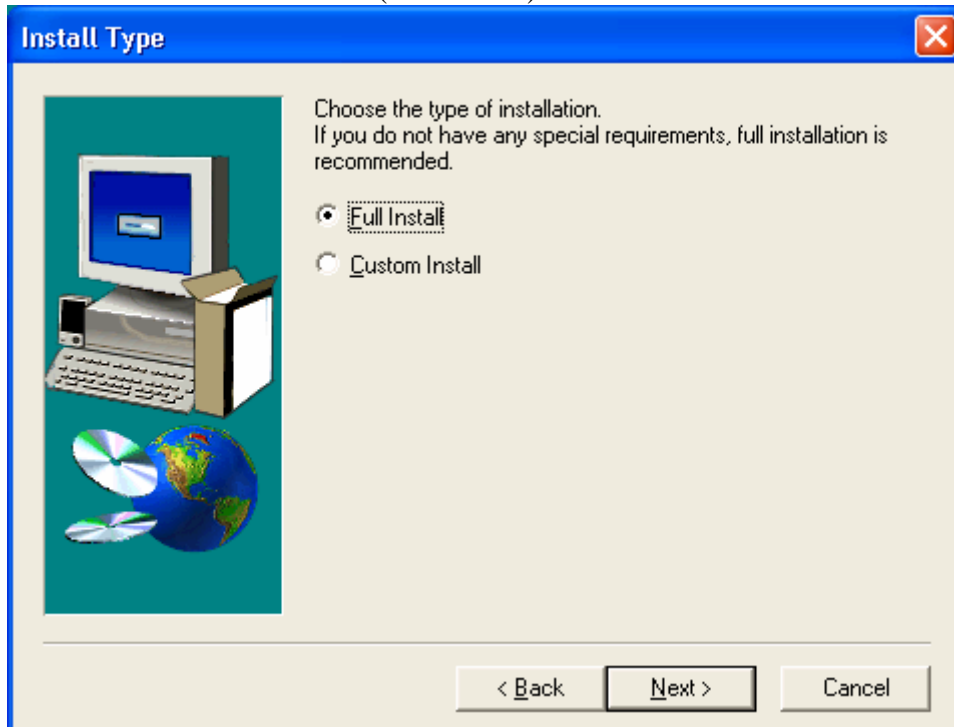 Install Type
Choose the type of installation.
If you do not have any special requirements, full installation is
recommended.
Full Install
Custom Install
< Back
Next >
Cancel